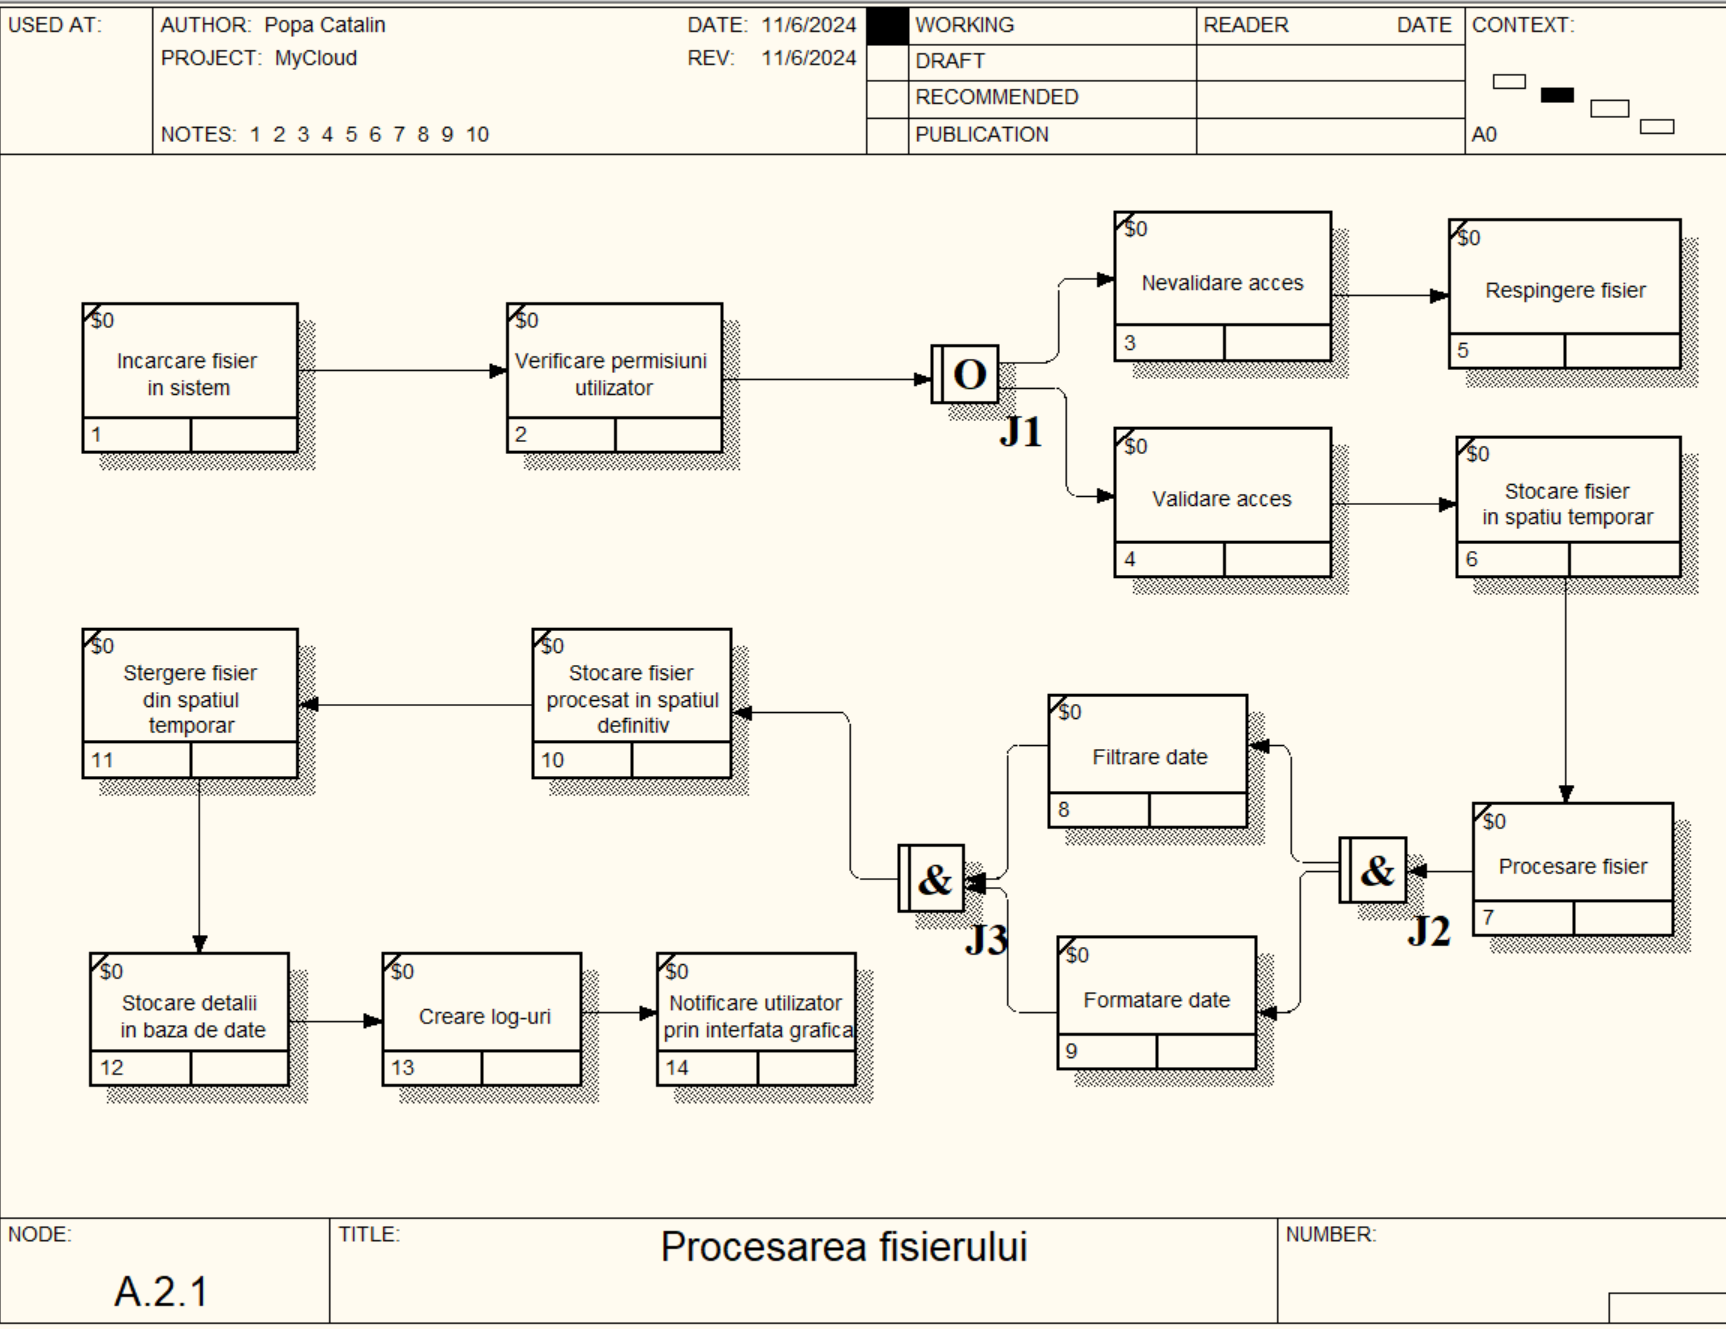 USED AT:
AUTHOR: Popa Catalin
DATE: 11/6/2024
PROJECT: MyCloud
REV: 11/6/2024
NOTES: 1 2 3 4 5 6 7 8 9 10
WORKING
DRAFT
RECOMMENDED
PUBLICATION
READER DATE
CONTEXT:
A0
$0
Incarcare fisier
in sistem
1
$0
Verificare permisiuni
utilizator
2
O
J1
$0
Nevalidare acces
3
$0
Respingere fisier
5
$0
Validare acces
4
$0
Stocare fisier
in spatiu temporar
6
$0
Stergere fisier
din spatiul
temporar
11
$0
Stocare fisier
procesat in spatiul
definitiv
10
$0
Filtrare date
8
$0
Procesare fisier
7
&
J3
&
J2
$0
Formatare date
9
$0
Stocare detalii
in baza de date
12
$0
Creare log-uri
13
$0
Notificare utilizator
prin interfata grafica
14
NODE:
A.2.1
TITLE:
Procesarea fisierului
NUMBER: